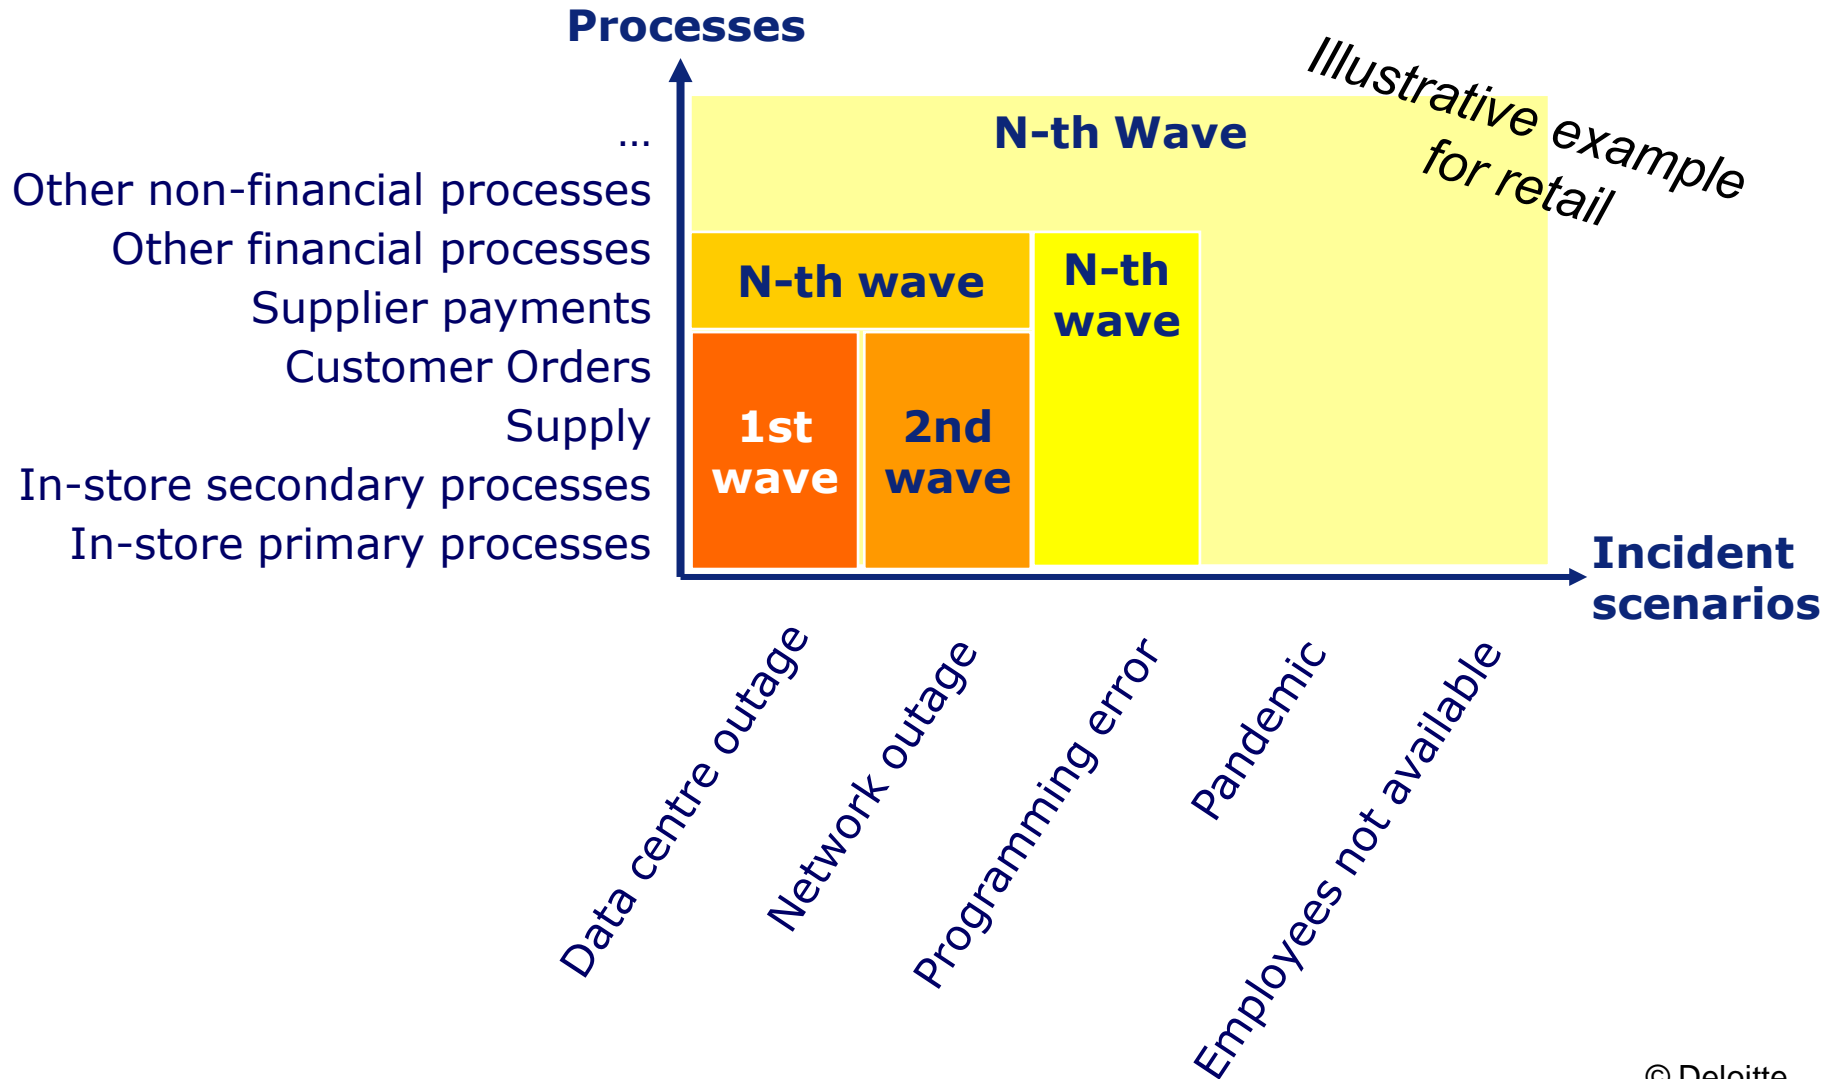 Processes
Illustrative example
for retail
...
Other non-financial processes
Other financial processes
Supplier payments
Customer Orders
Supply
In-store secondary processes
In-store primary processes
N-th Wave
N-th wave
N-th
wave
1st
wave
2nd
wave
Incident
scenarios
Data centre outage
Network outage
Programming error
Pandemic
Employees not available
© Deloitte